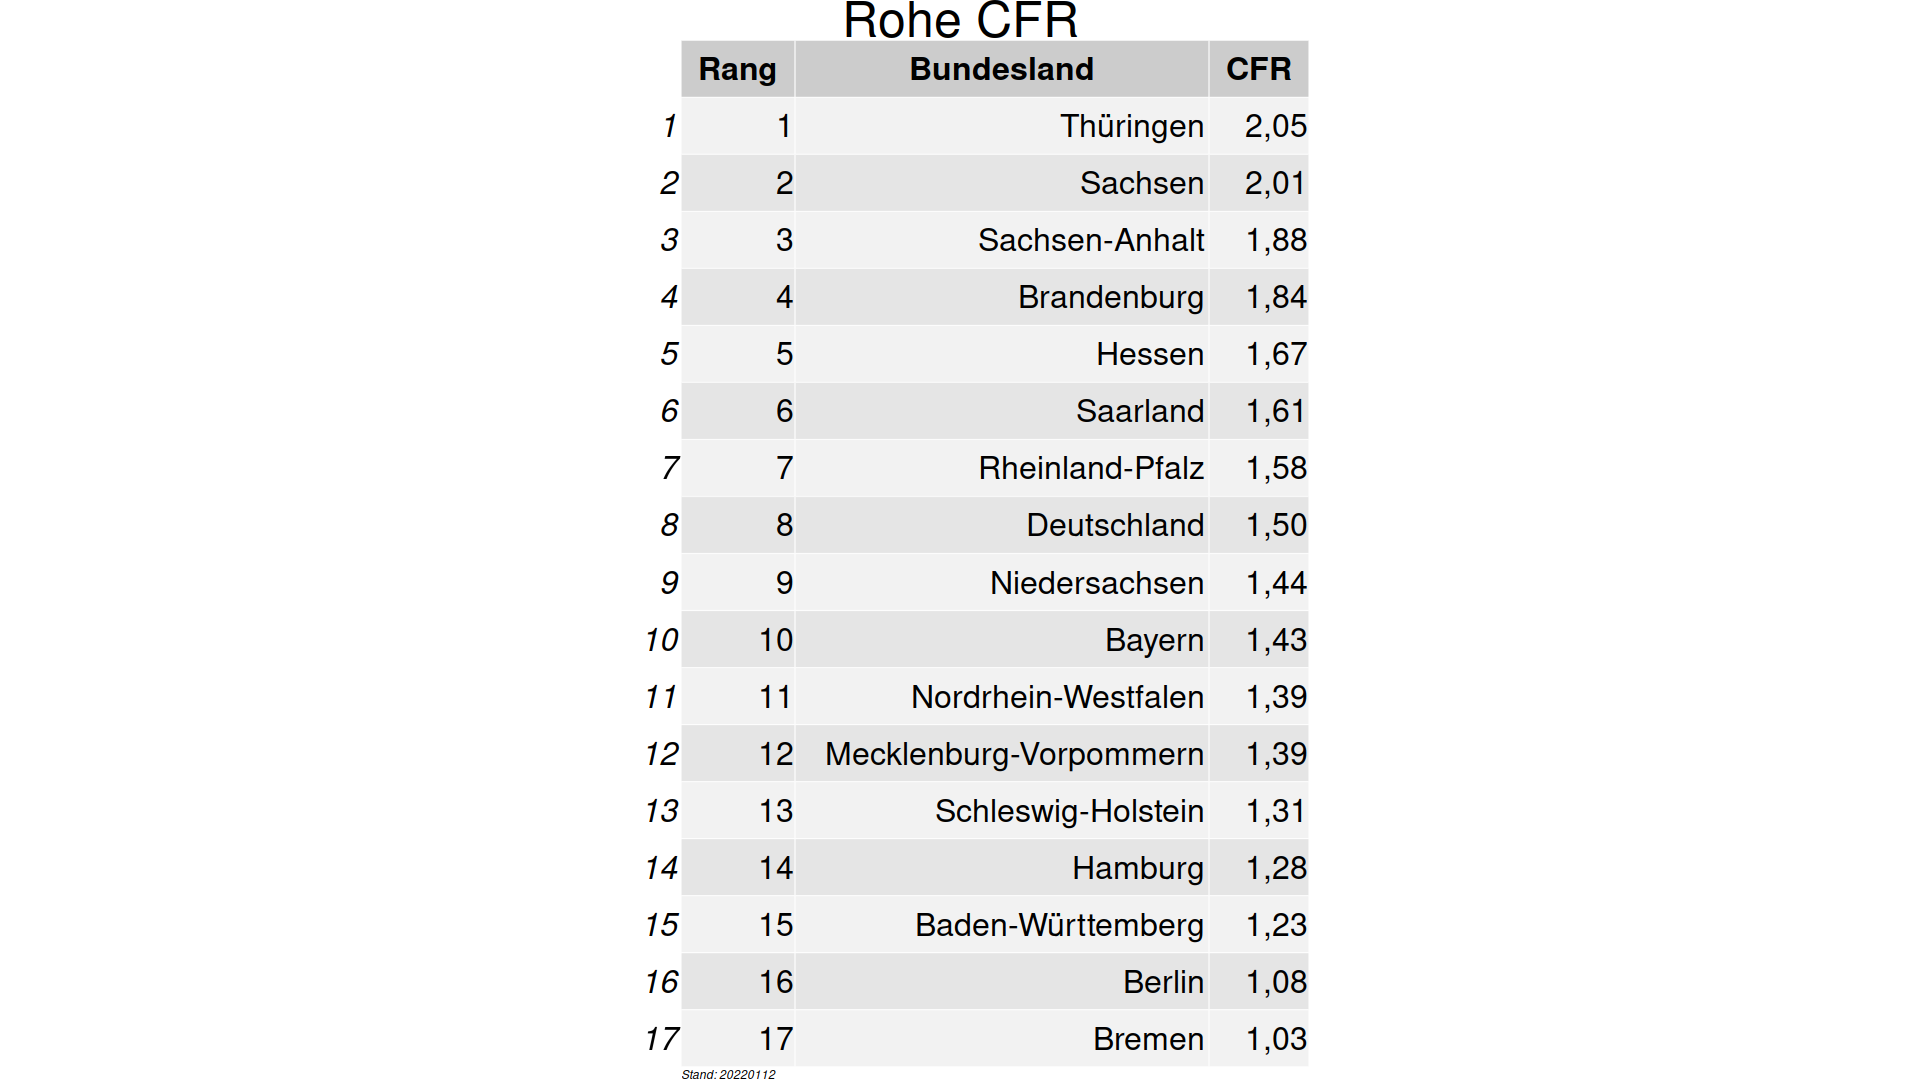 Rohe CFR
Rang Bundesland CFR
1 1 Thüringen 2,05
2 2 Sachsen 2,01
3 3 Sachsen-Anhalt 1,88
4 4 Brandenburg 1,84
5 5 Hessen 1,67
6 6 Saarland 1,61
7 7 Rheinland-Pfalz 1,58
8 8 Deutschland 1,50
9 9 Niedersachsen 1,44
10 10 Bayern 1,43
11 11 Nordrhein-Westfalen 1,39
12 12 Mecklenburg-Vorpommern 1,39
13 13 Schleswig-Holstein 1,31
14 14 Hamburg 1,28
15 15 Baden-Württemberg 1,23
16 16 Berlin 1,08
17 17 Bremen 1,03
Stand: 20220112